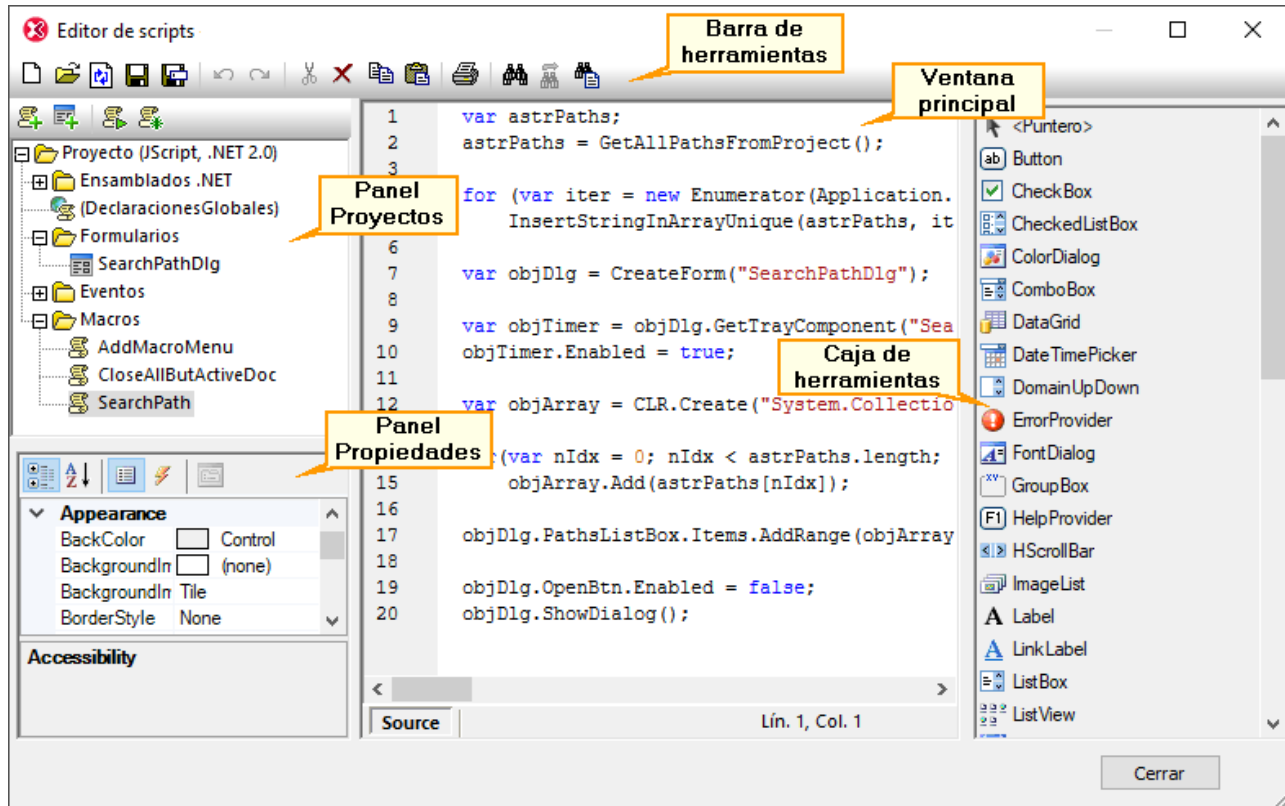 Editor de scripts
Barra de
herramientas
Ventana
principal
Proyecto (JScript, .NET 2.0)
Ensamblados .NET
(DeclaracionesGlobales)
Formularios
SearchPathDlg
Eventos
Macros
AddMacroMenu
CloseAllButActiveDoc
SearchPath
Panel
Proyectos
Panel
Propiedades
A
Z
Appearance
BackColor Control
BackgroundIm (none)
BackgroundIm Tile
BorderStyle None
Accessibility
1 var astrPaths;
2 astrPaths = GetAllPathsFromProject();
3
for (var iter = new Enumerator(Application.
InsertStringInArrayUnique(astrPaths, it
6
7 var objDlg = CreateForm("SearchPathDlg");
8
9 var objTimer = objDlg.GetTrayComponent("Sea
10 objTimer.Enabled = true;
11
12 var objArray = CLR.Create("System.Collectio
(var nIdx = 0; nIdx < astrPaths.length;
15 objArray.Add(astrPaths[nIdx]);
16
17 objDlg.PathsListBox.Items.AddRange(objArray
18
19 objDlg.OpenBtn.Enabled = false;
20 objDlg.ShowDialog();
Source
Lín. 1, Col. 1
Caja de
herramientas
<Puntero>
ab Button
CheckBox
CheckedListBox
ColorDialog
ComboBox
DataGrid
DateTimePicker
DomainUpDown
ErrorProvider
A FontDialog
XY GroupBox
F1 HelpProvider
HScrollBar
ImageList
A Label
A LinkLabel
ListBox
ListView
Cerrar